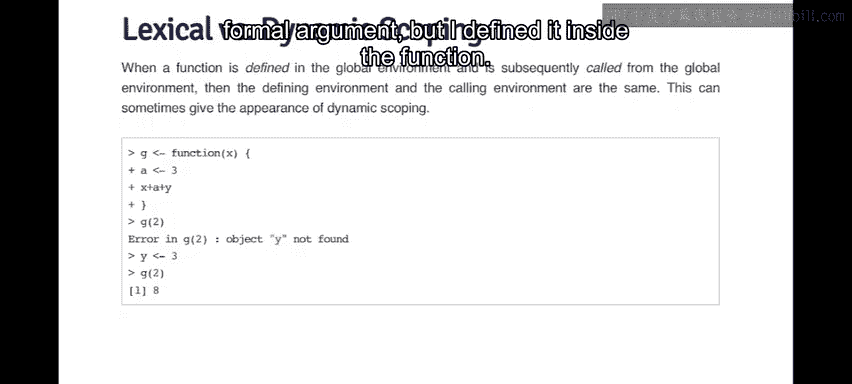 Lexical vs. Dynamic Scoping
formal argument, but I defined it inside
the function.
When a function is defined in the global environment and is subsequently called from the global
environment, then the defining environment and the calling environment are the same. This can
sometimes give the appearance of dynamic scoping.
> g <- function(x) {
+ a <- 3
+ x+a+y
+ }
> g(2)
Error in g(2) : object "y" not found
> y <- 3
> g(2)
[1] 8